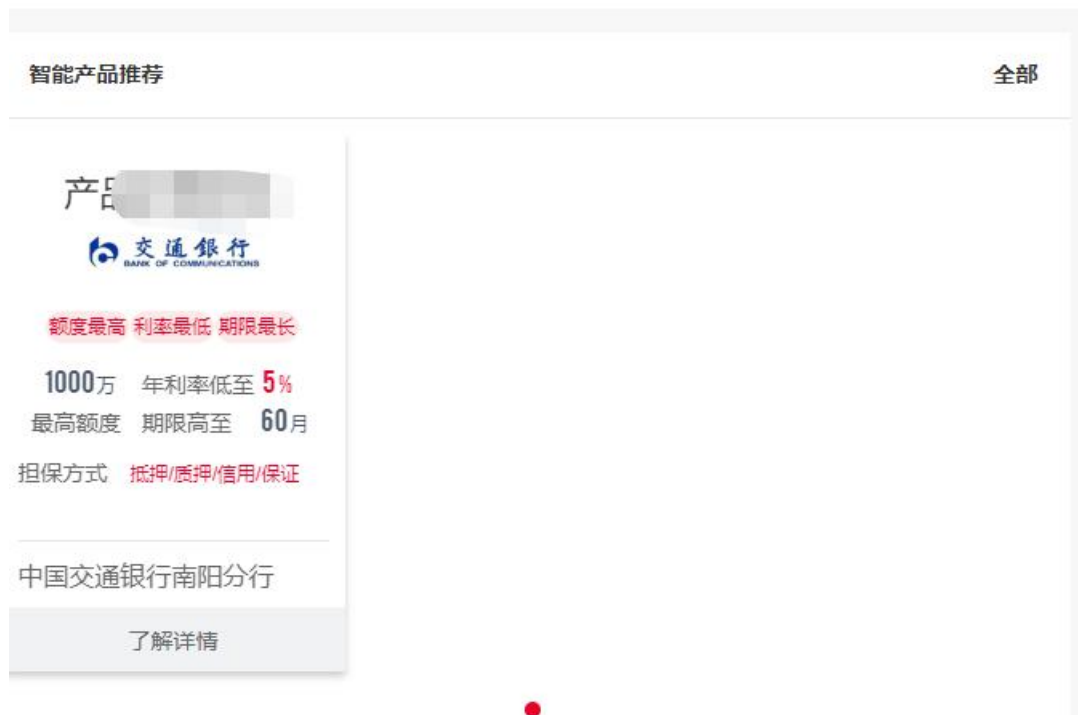 智能产品推荐 全部
产品
交通銀行
BANK OF COMMUNICATIONS
额度最高 利率最低 期限最长
1000万 年利率低至 5%
最高额度 期限高至 60月
担保方式 抵押/质押/信用/保证
中国交通银行南阳分行
了解详情